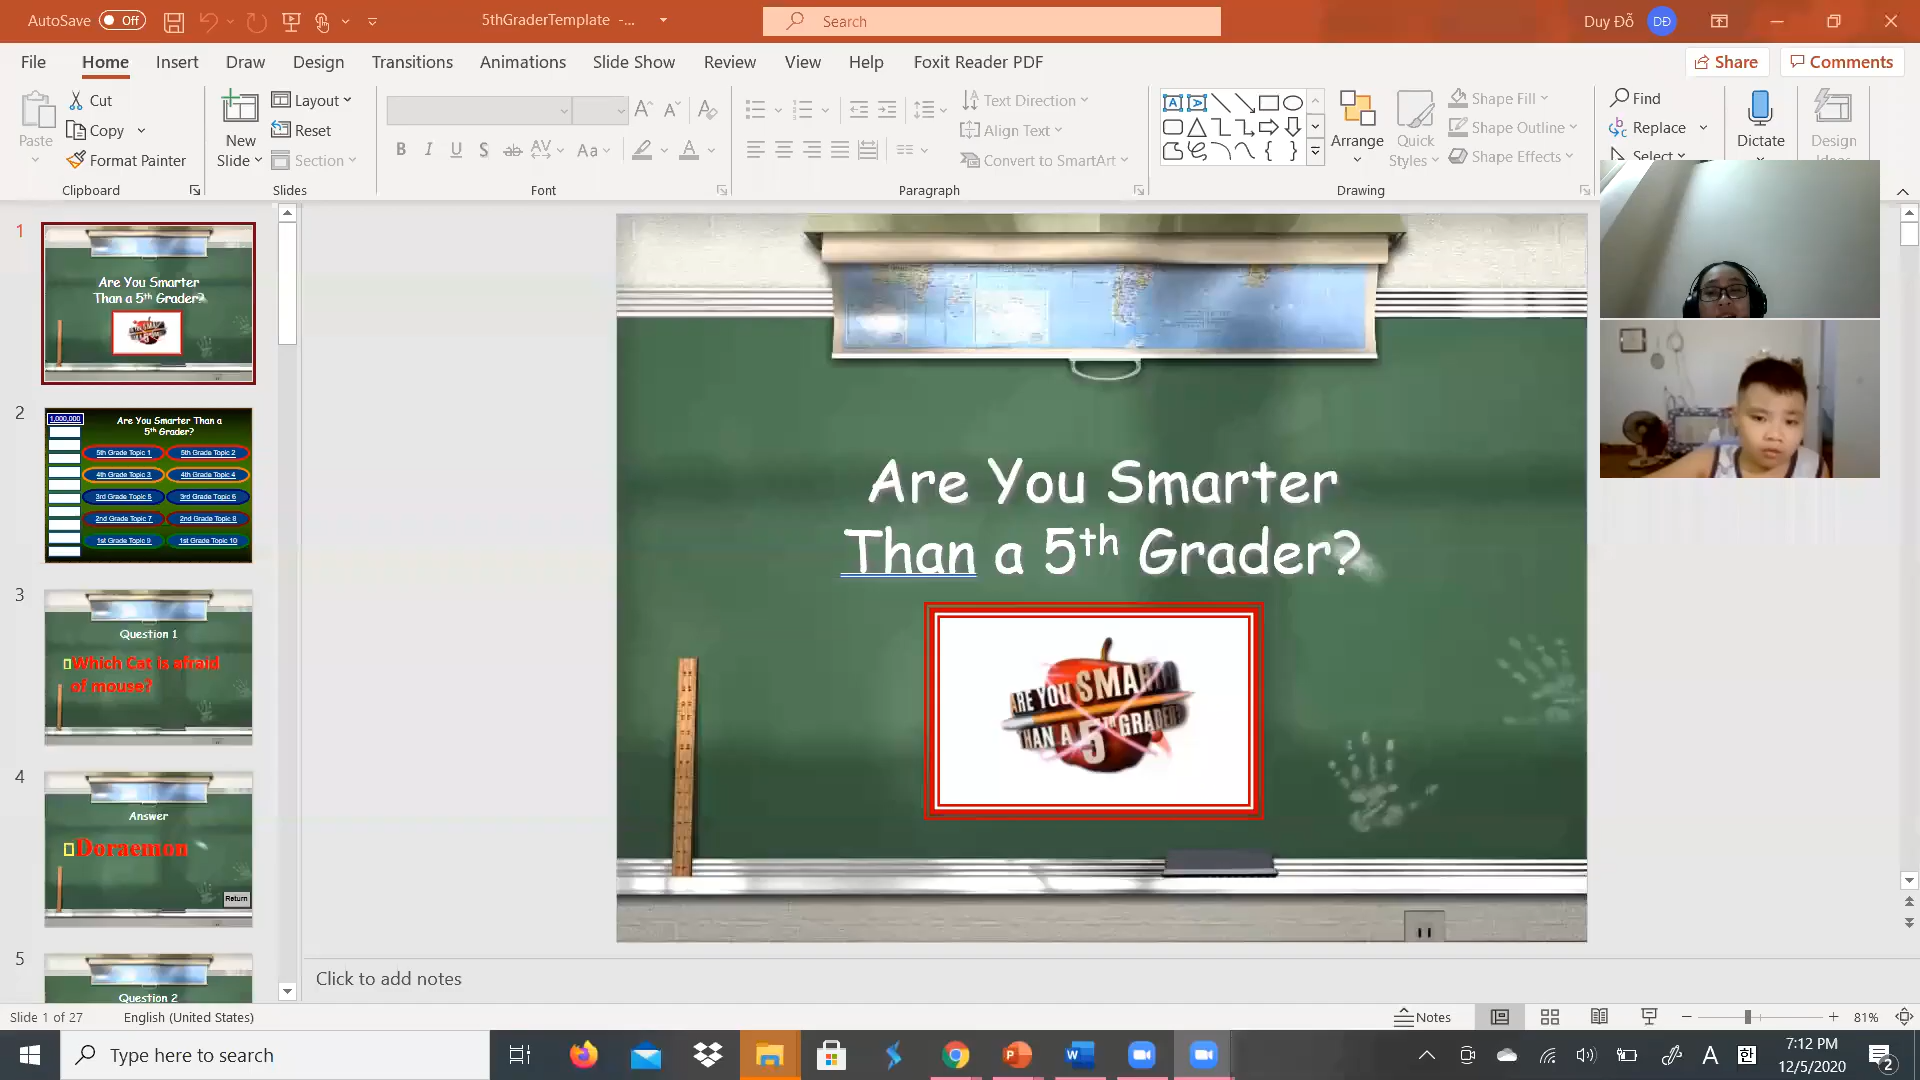 AutoSave Off
5thGraderTemplate -...
Search
Duy Đỗ DĐ
File Home Insert Draw Design Transitions Animations Slide Show Review View Help Foxit Reader PDF
Share Comments
Paste
Cut
Copy
Format Painter
Clipboard
New
Slide
Layout
Reset
Section
Slides
Font
Text Direction
Align Text
Convert to SmartArt
Paragraph
Arrange
Quick
Styles
Shape Fill
Shape Outline
Shape Effects
Drawing
Find
Replace
Select
Dictate
Design
1
Are You Smarter
Than a 5th Grader?
2
1,000,000
Are You Smarter Than a
5th Grader?
5th Grade Topic 1 5th Grade Topic 2
4th Grade Topic 3 4th Grade Topic 4
3rd Grade Topic 5 3rd Grade Topic 6
2nd Grade Topic 7 2nd Grade Topic 8
1st Grade Topic 9 1st Grade Topic 10
3
Question 1
Which Cat is afraid
of mouse?
4
Answer
Doraemon
Return
5
Question 2
Are You Smarter
Than a 5th Grader?
ARE YOU SMARTER
THAN A 5TH GRADER?
Click to add notes
Slide 1 of 27 English (United States)
Notes
81%
Type here to search
A 한
7:12 PM
12/5/2020
2